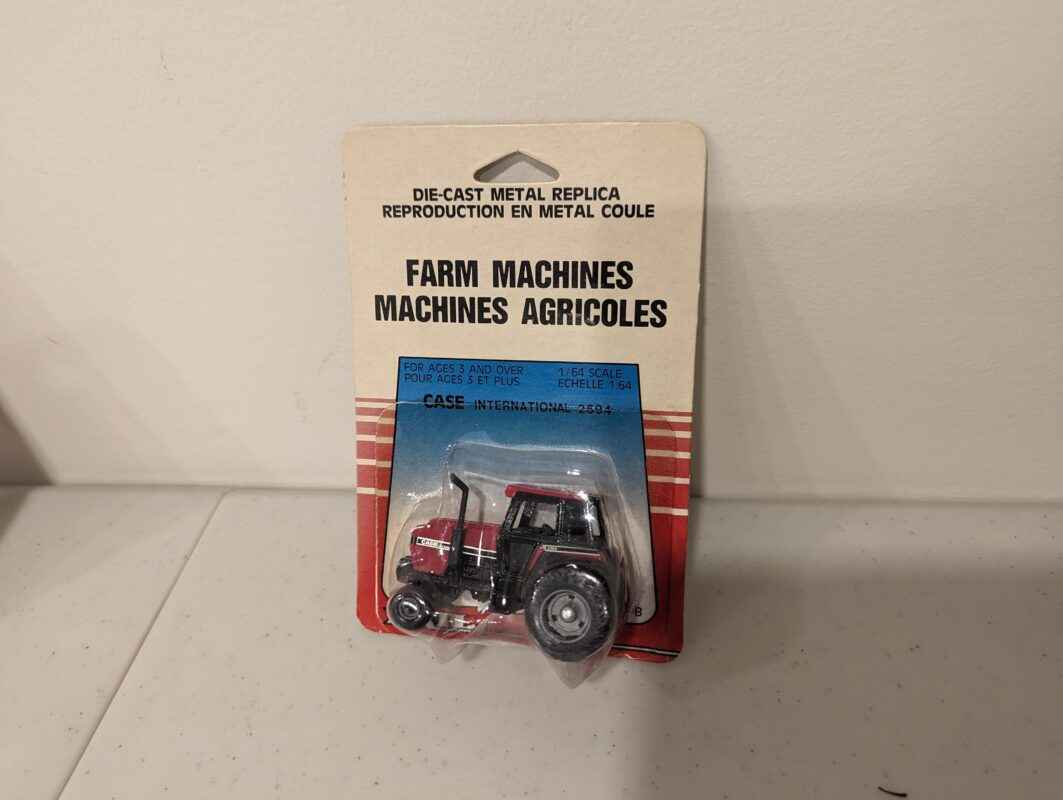 DIE-CAST METAL REPLICA
REPRODUCTION EN METAL COULE
FARM MACHINES
MACHINES AGRICOLES
FOR AGES 3 AND OVER
POUR AGES 3 ET PLUS
1/64 SCALE
ECHELLE 1:64
CASE INTERNATIONAL 2594
CASE
B